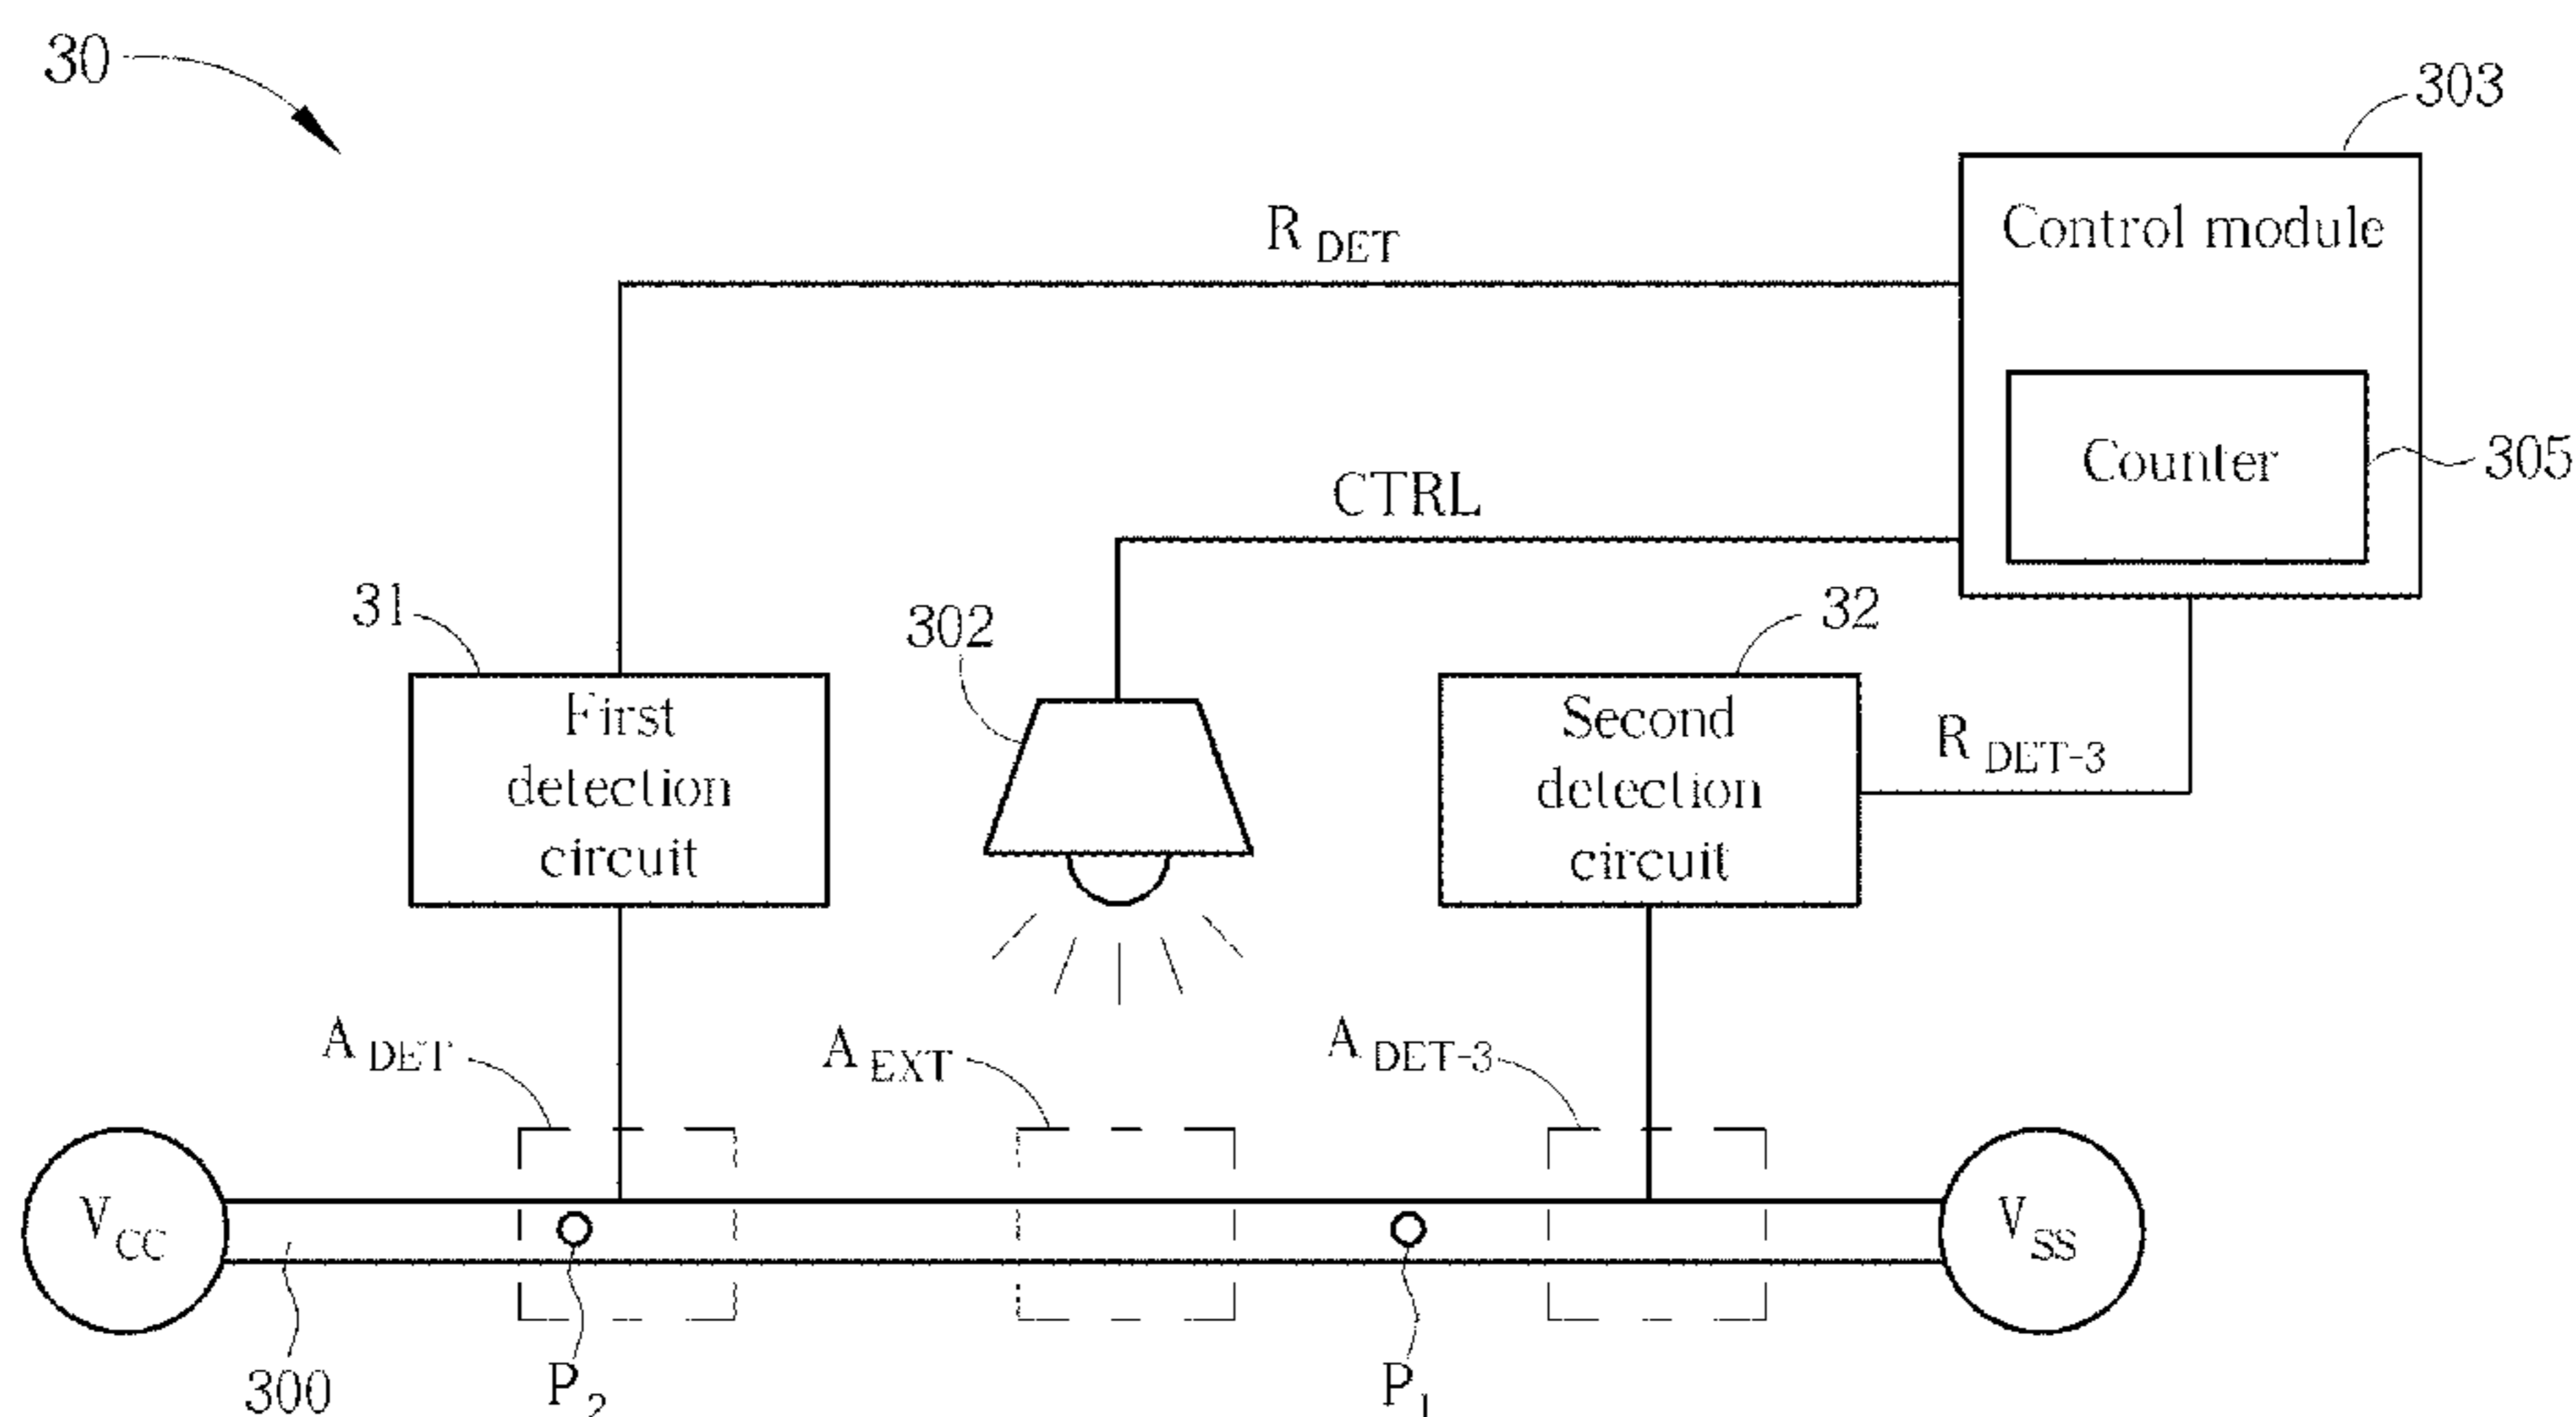 30
303
R DET
Control module
Counter
305
CTRL
31
302
32
First
detection
circuit
Second
detection
circuit
R DET-3
A DET
A EXT
A DET-3
V CC
V SS
300
P 2
P 1